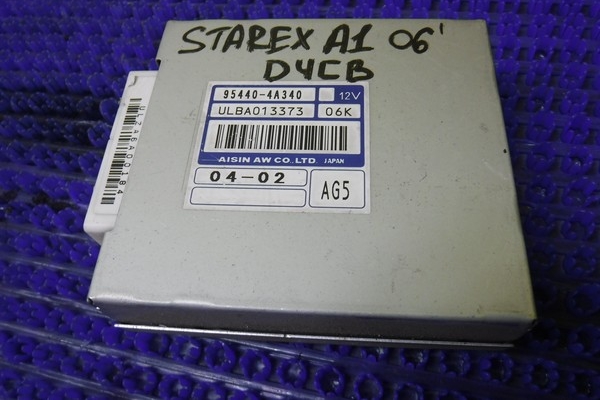 STAREX A1 06'
D4CB
95440-4A340 12V
ULBA013373 06K
AISIN AW CO., LTD. JAPAN
04-02
AG5